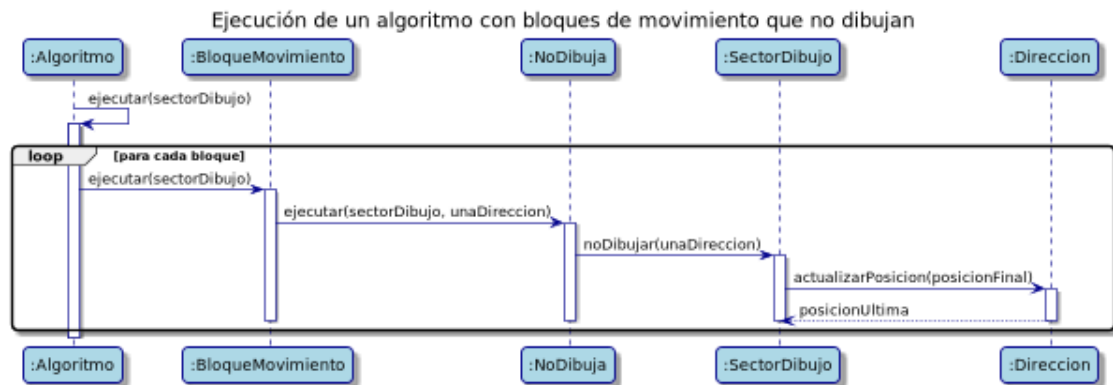 Ejecución de un algoritmo con bloques de movimiento que no dibujan
:Algoritmo :BloqueMovimiento :NoDibuja :SectorDibujo :Direccion
ejecutar(sectorDibujo)
loop [para cada bloque]
ejecutar(sectorDibujo)
ejecutar(sectorDibujo, unaDireccion)
noDibujar(unaDireccion)
actualizarPosicion(posicionFinal)
posicionUltima
:Algoritmo :BloqueMovimiento :NoDibuja :SectorDibujo :Direccion